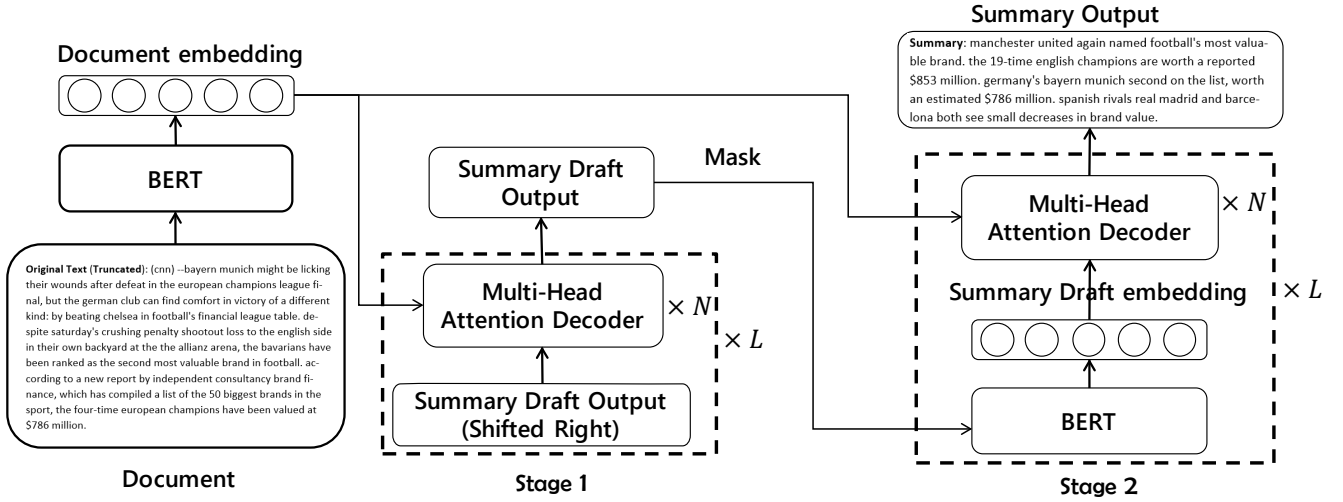 Document embedding
BERT
Original Text (Truncated): (cnn) --bayern munich might be licking
their wounds after defeat in the european champions league fi-
nal, but the german club can find comfort in victory of a different
kind: by beating chelsea in football's financial league table. de-
spite saturday's crushing penalty shootout loss to the english side
in their own backyard at the the allianz arena, the bavarians have
been ranked as the second most valuable brand in football. ac-
cording to a new report by independent consultancy brand fi-
nance, which has compiled a list of the 50 biggest brands in the
sport, the four-time european champions have been valued at
$786 million.
Document
Summary Draft
Output
Mask
Multi-Head
Attention Decoder
× N
× L
Summary Draft Output
(Shifted Right)
Stage 1
Summary Output
Summary: manchester united again named football's most valua-
ble brand. the 19-time english champions are worth a reported
$853 million. germany's bayern munich second on the list, worth
an estimated $786 million. spanish rivals real madrid and barce-
lona both see small decreases in brand value.
Multi-Head
Attention Decoder
× N
Summary Draft embedding
× L
BERT
Stage 2